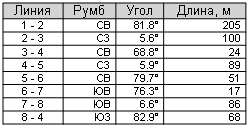 Линия Румб Угол Длина, м
1 - 2 СВ 81.8° 205
2 - 3 СЗ 5.6° 100
3 - 4 СВ 68.8° 24
4 - 5 СЗ 5.9° 89
5 - 6 СВ 79.7° 51
6 - 7 ЮВ 76.3° 17
7 - 8 ЮВ 6.6° 86
8 - 4 ЮЗ 82.9° 68